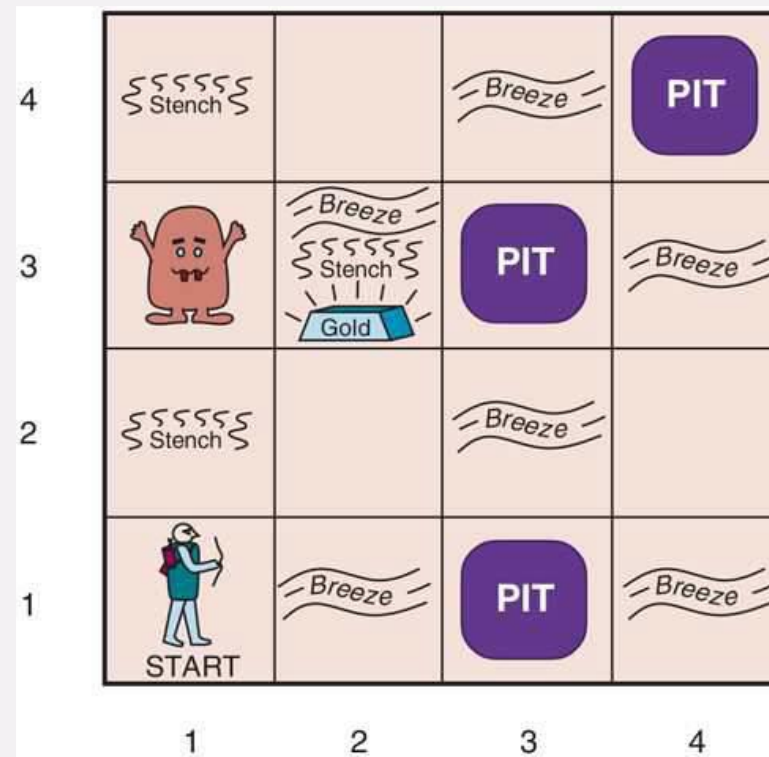 4
Stench
Breeze
PIT
3
Breeze
Stench
Gold
PIT
Breeze
2
Stench
Breeze
1
START
Breeze
PIT
Breeze
1 2 3 4